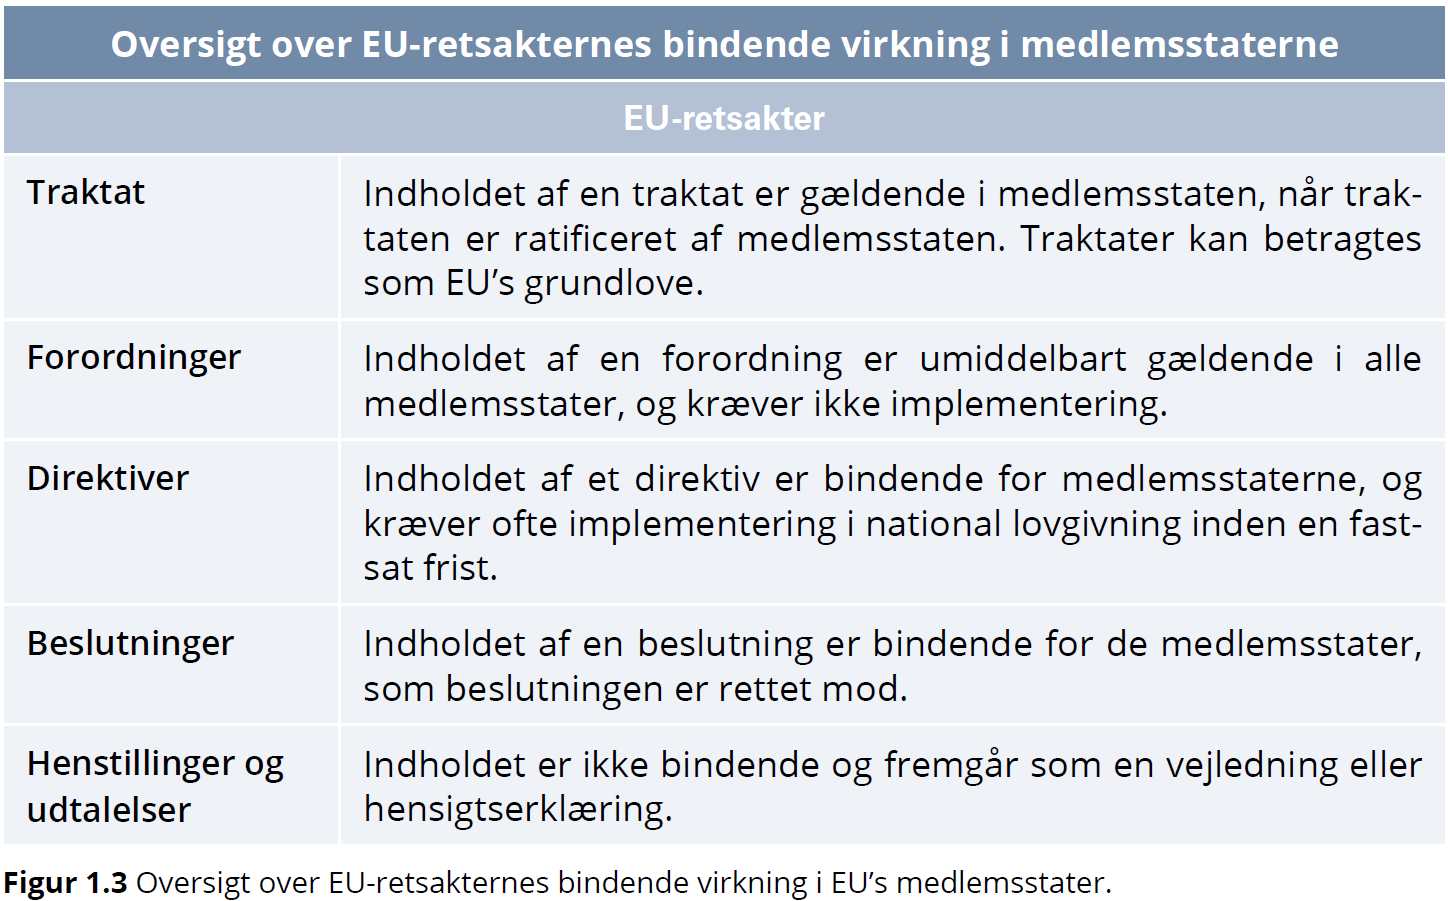 Oversigt over EU-retsakternes bindende virkning i medlemsstaterne
EU-retsakter
Traktat
Indholdet af en traktat er gældende i medlemsstaten, når trak-
taten er ratificeret af medlemsstaten. Traktater kan betragtes
som EU’s grundlove.
Forordninger
Indholdet af en forordning er umiddelbart gældende i alle
medlemsstater, og kræver ikke implementering.
Direktiver
Indholdet af et direktiv er bindende for medlemsstaterne, og
kræver ofte implementering i national lovgivning inden en fast-
sat frist.
Beslutninger
Indholdet af en beslutning er bindende for de medlemsstater,
som beslutningen er rettet mod.
Henstillinger og
udtalelser
Indholdet er ikke bindende og fremgår som en vejledning eller
hensigtserklæring.
Figur 1.3 Oversigt over EU-retsakternes bindende virkning i EU’s medlemsstater.